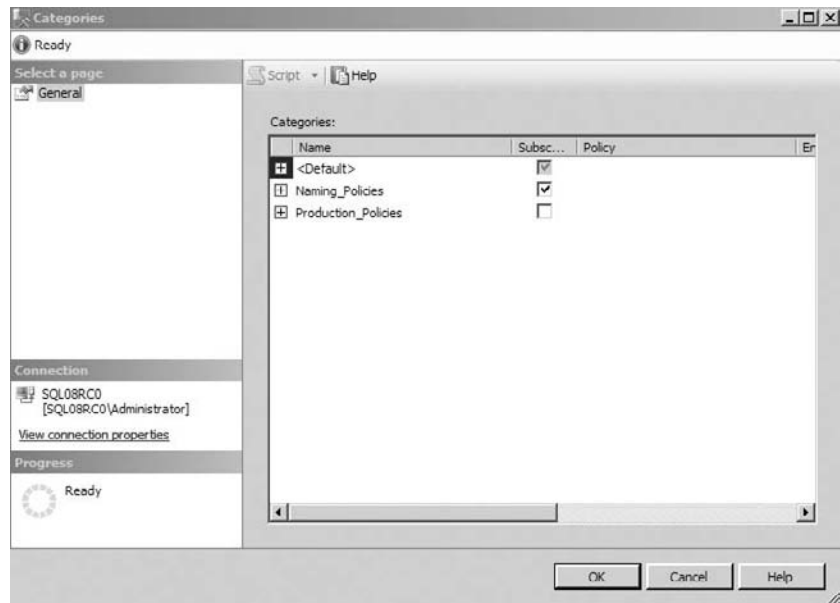 Categories
Ready
Select a page
General
Script
Help
Categories:
Name Subsc... Policy Er
<Default>
Naming_Policies
Production_Policies
Connection
SQL08RC0
[SQL08RC0\Administrator]
View connection properties
Progress
Ready
OK Cancel Help